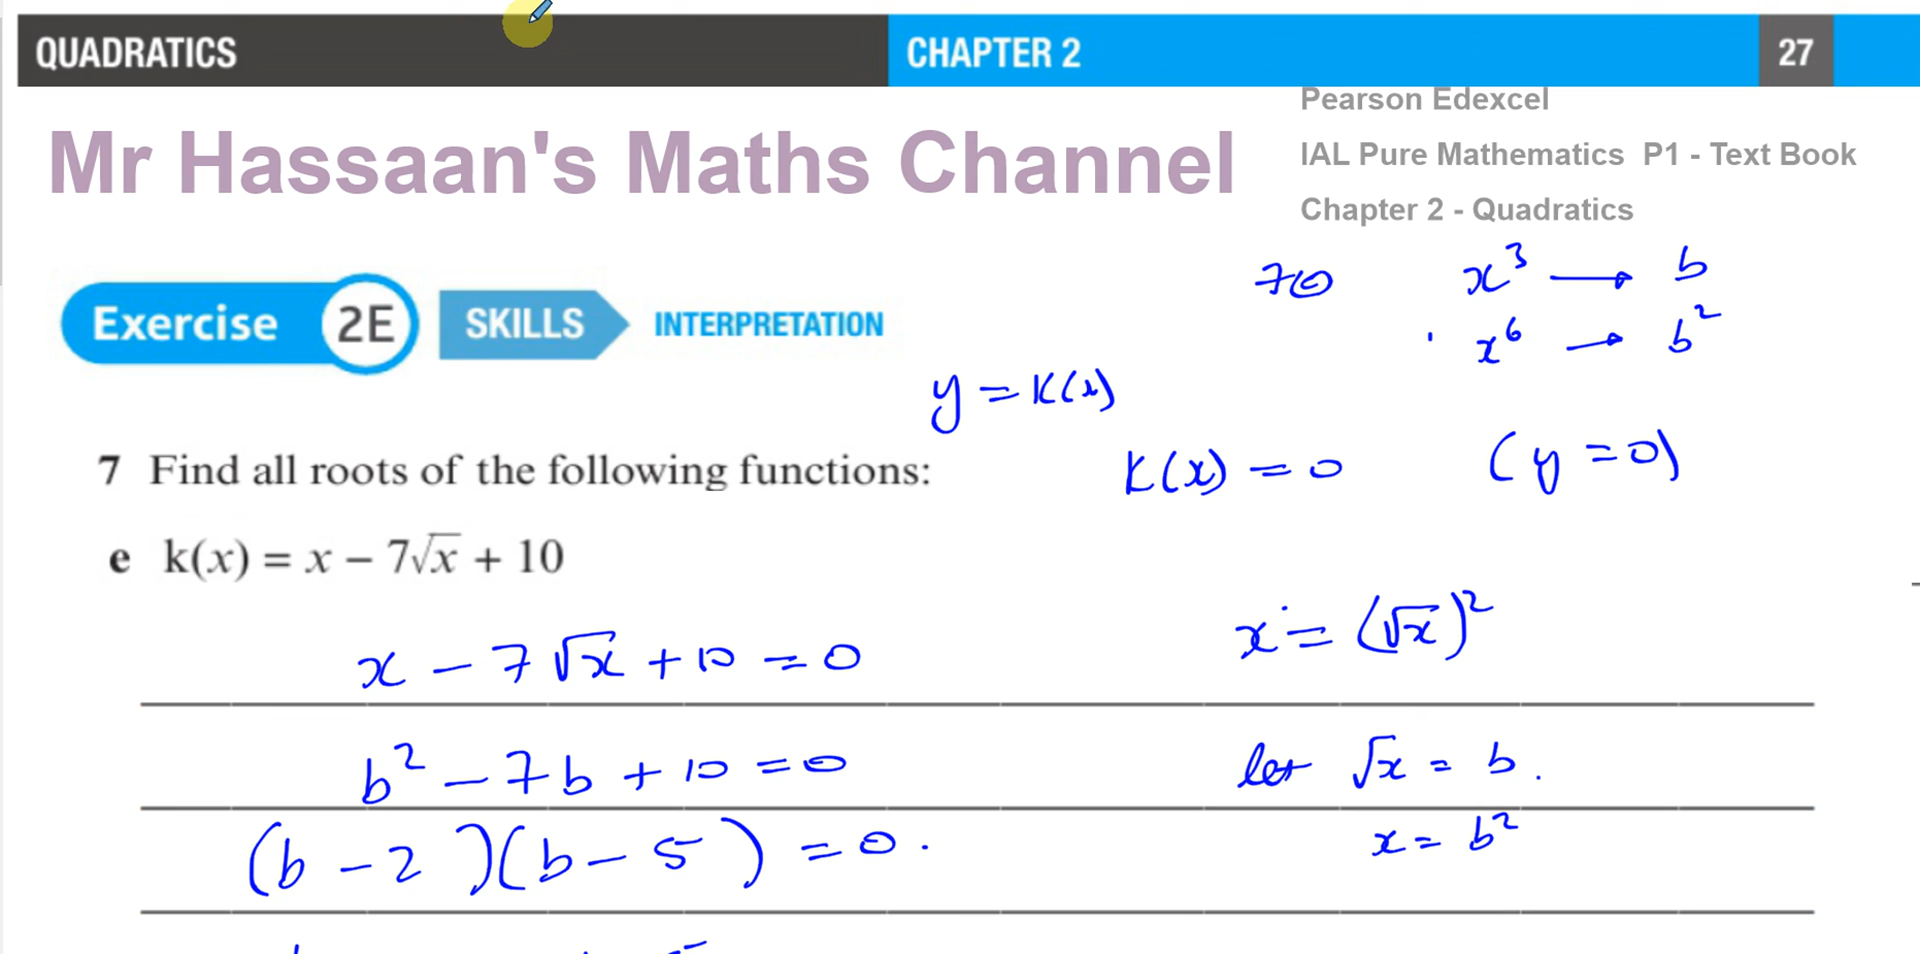 QUADRATICS CHAPTER 2 27
Pearson Edexcel
Mr Hassaan's Maths Channel
IAL Pure Mathematics P1 - Text Book
Chapter 2 - Quadratics
7e x³ → b
x⁶ → b²
Exercise 2E SKILLS INTERPRETATION
y = K(x)
7 Find all roots of the following functions:
K(x) = 0 (y = 0)
e k(x) = x − 7√x + 10
x = (√x)²
x − 7√x + 10 = 0
b² − 7b + 10 = 0
let √x = b.
(b − 2)(b − 5) = 0.
x = b²